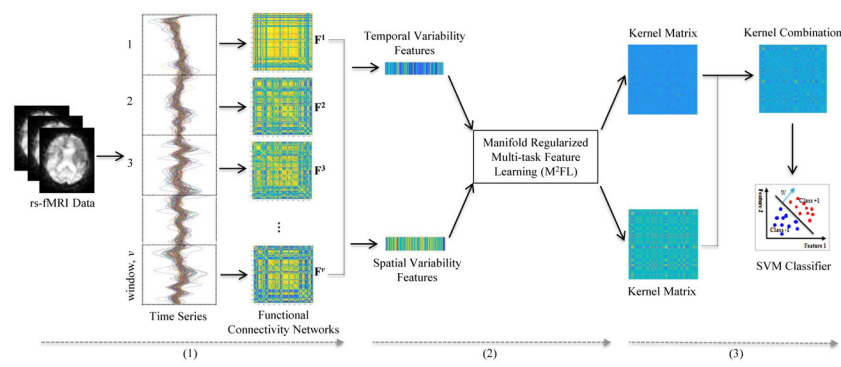 1
2
3
window, v
rs-fMRI Data
Time Series
F¹
F²
F³
...
Fᵛ
Functional
Connectivity Networks
Temporal Variability
Features
Spatial Variability
Features
Manifold Regularized
Multi-task Feature
Learning (M²FL)
Kernel Matrix
Kernel Matrix
Kernel Combination
Feature 2
W
Class +1
Class -1
Feature 1
SVM Classifier
(1)
(2)
(3)